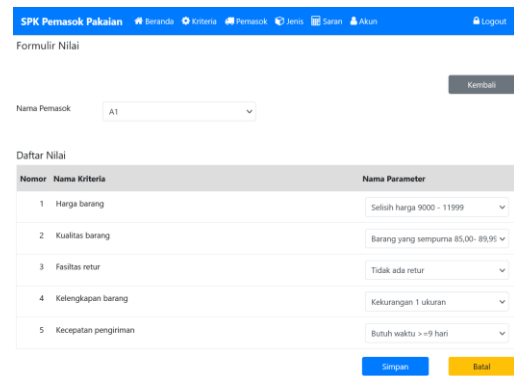 SPK Pemasok Pakaian Beranda Kriteria Pemasok Jenis Saran Akun Logout
Formulir Nilai
Kembali
Nama Pemasok A1
Daftar Nilai
Nomor Nama Kriteria Nama Parameter
1 Harga barang Selisih harga 9000 - 11999
2 Kualitas barang Barang yang sempurna 85,00- 89,99
3 Fasiltas retur Tidak ada retur
4 Kelengkapan barang Kekurangan 1 ukuran
5 Kecepatan pengiriman Butuh waktu >=9 hari
Simpan Batal